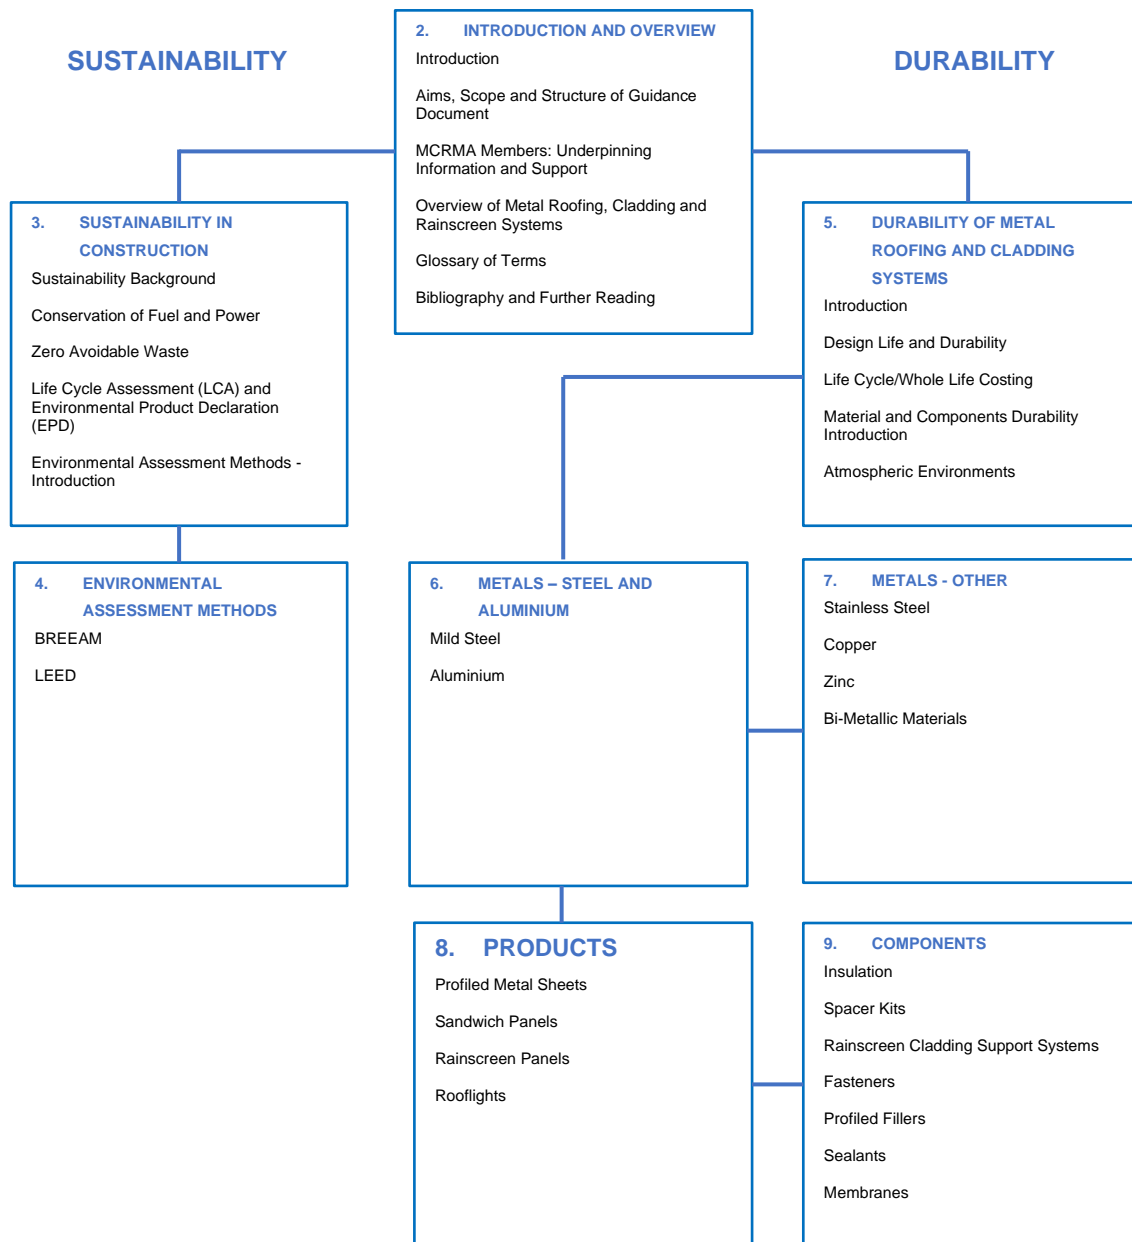 SUSTAINABILITY
DURABILITY
2. INTRODUCTION AND OVERVIEW
Introduction
Aims, Scope and Structure of Guidance
Document
MCRMA Members: Underpinning
Information and Support
Overview of Metal Roofing, Cladding and
Rainscreen Systems
Glossary of Terms
Bibliography and Further Reading
3. SUSTAINABILITY IN
CONSTRUCTION
Sustainability Background
Conservation of Fuel and Power
Zero Avoidable Waste
Life Cycle Assessment (LCA) and
Environmental Product Declaration
(EPD)
Environmental Assessment Methods -
Introduction
5. DURABILITY OF METAL
ROOFING AND CLADDING
SYSTEMS
Introduction
Design Life and Durability
Life Cycle/Whole Life Costing
Material and Components Durability
Introduction
Atmospheric Environments
4. ENVIRONMENTAL
ASSESSMENT METHODS
BREEAM
LEED
6. METALS – STEEL AND
ALUMINIUM
Mild Steel
Aluminium
7. METALS - OTHER
Stainless Steel
Copper
Zinc
Bi-Metallic Materials
8. PRODUCTS
Profiled Metal Sheets
Sandwich Panels
Rainscreen Panels
Rooflights
9. COMPONENTS
Insulation
Spacer Kits
Rainscreen Cladding Support Systems
Fasteners
Profiled Fillers
Sealants
Membranes